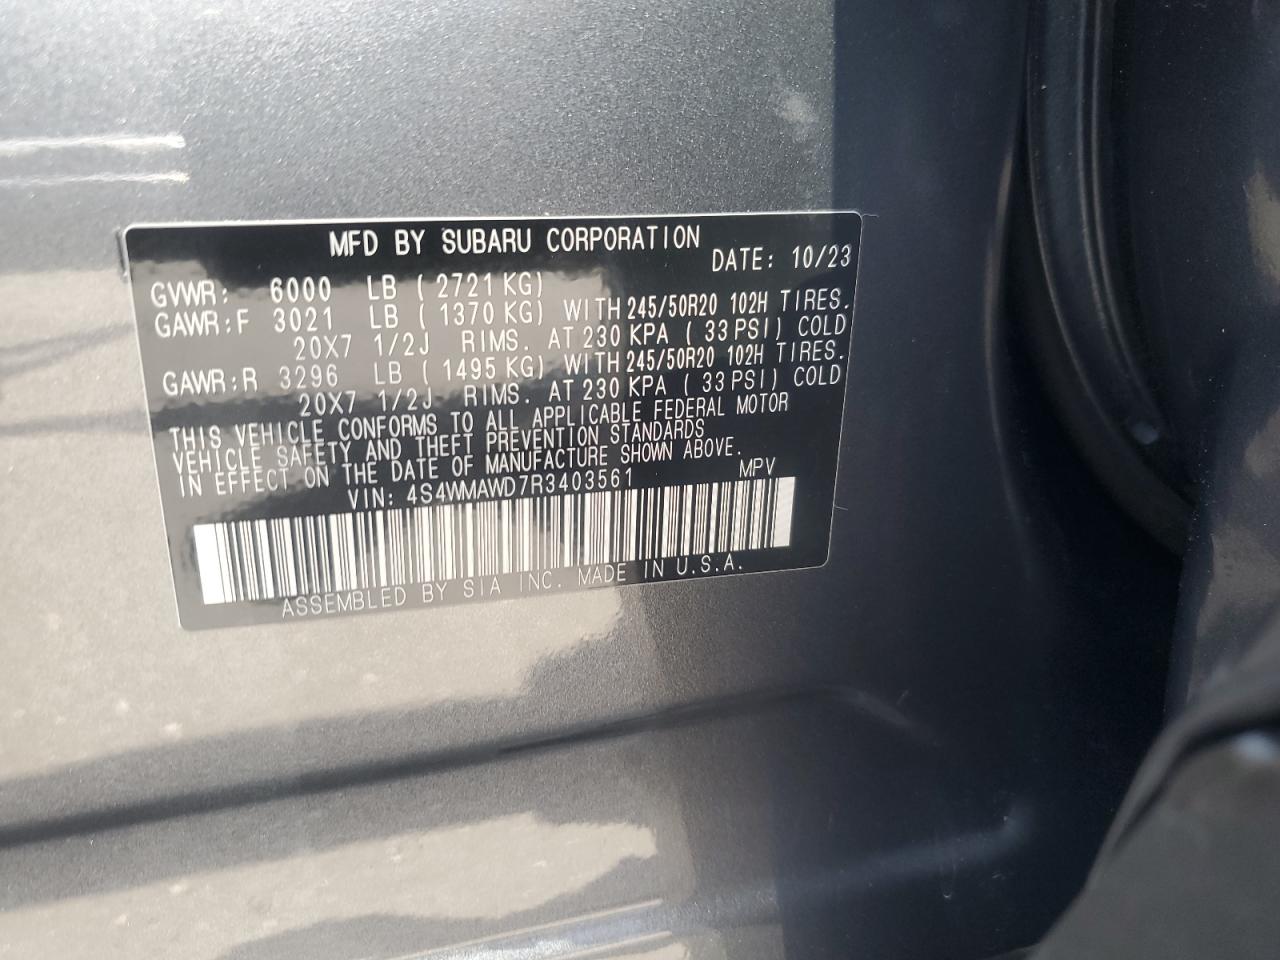 MFD BY SUBARU CORPORATION
DATE: 10/23
GVWR: 6000 LB ( 2721 KG)
GAWR:F 3021 LB ( 1370 KG) WITH 245/50R20 102H TIRES.
20X7 1/2J RIMS. AT 230 KPA ( 33 PSI) COLD
GAWR:R 3296 LB ( 1495 KG) WITH 245/50R20 102H TIRES.
20X7 1/2J RIMS. AT 230 KPA ( 33 PSI) COLD
THIS VEHICLE CONFORMS TO ALL APPLICABLE FEDERAL MOTOR
VEHICLE SAFETY AND THEFT PREVENTION STANDARDS
IN EFFECT ON THE DATE OF MANUFACTURE SHOWN ABOVE.
VIN: 4S4WMAWD7R3403561 MPV
ASSEMBLED BY SIA INC. MADE IN U.S.A.